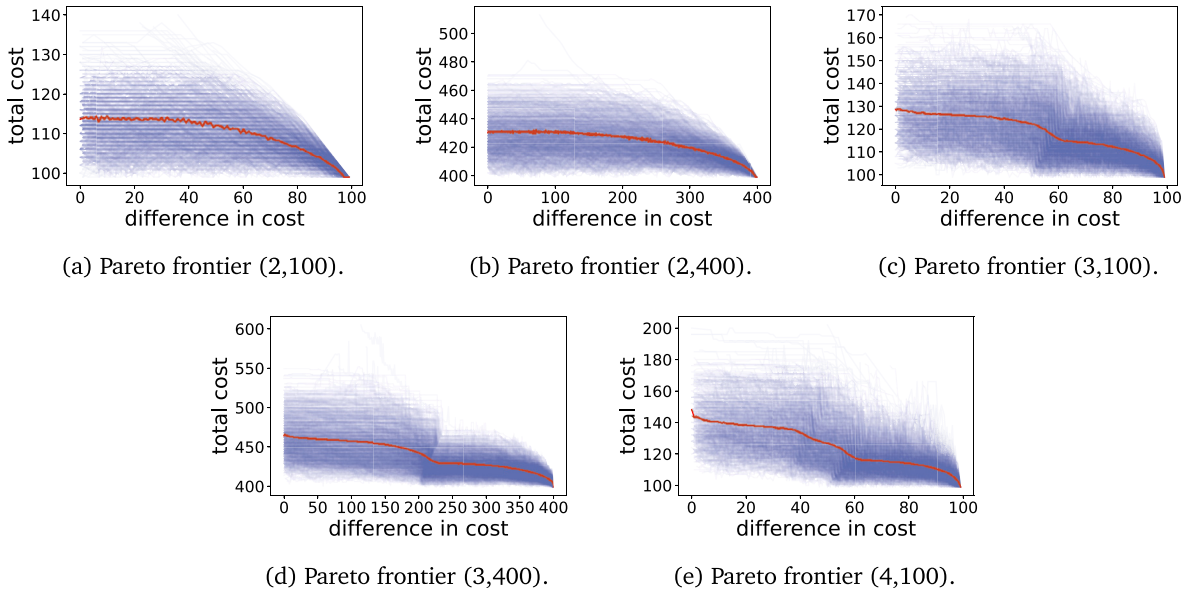 140
130
120
110
100
total cost
0 20 40 60 80 100
difference in cost
(a) Pareto frontier (2,100).
500
480
460
440
420
400
total cost
0 100 200 300 400
difference in cost
(b) Pareto frontier (2,400).
170
160
150
140
130
120
110
100
total cost
0 20 40 60 80 100
difference in cost
(c) Pareto frontier (3,100).
600
550
500
450
400
total cost
0 50 100 150 200 250 300 350 400
difference in cost
(d) Pareto frontier (3,400).
200
180
160
140
120
100
total cost
0 20 40 60 80 100
difference in cost
(e) Pareto frontier (4,100).